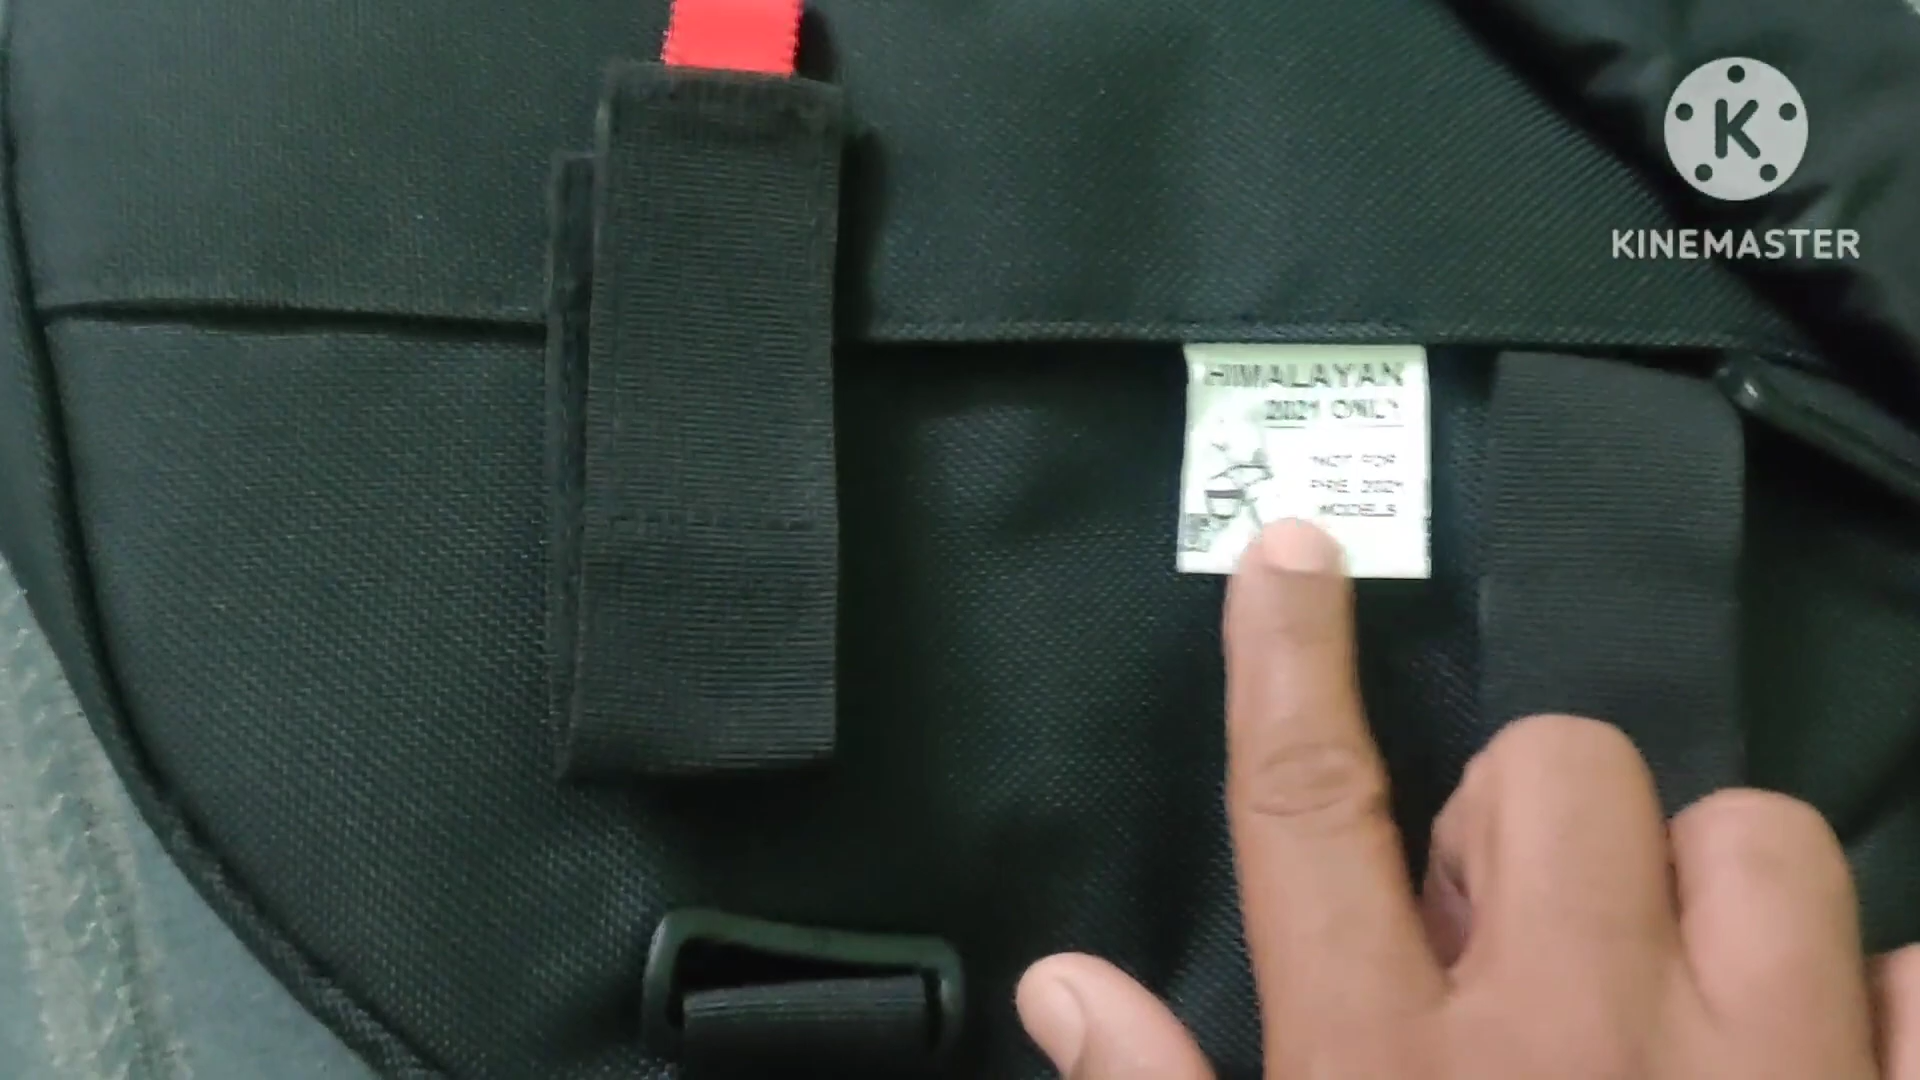 K
KINEMASTER
HIMALAYAN
2021 ONLY
*NOT FOR
PRE 2021
MODELS